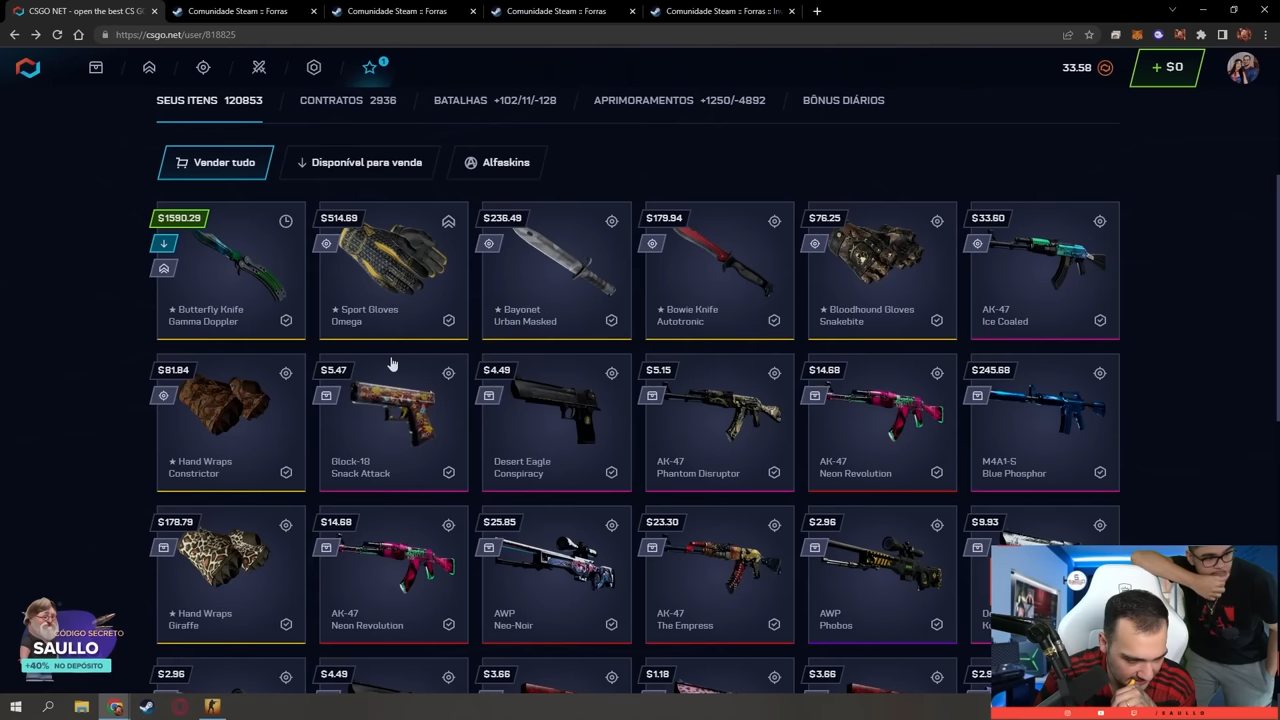 CSGO NET - open the best CS G
Comunidade Steam :: Forras
Comunidade Steam :: Forras
Comunidade Steam :: Forras
Comunidade Steam :: Forras :: In
https://csgo.net/user/818825
1
33.58
+ $0
SEUS ITENS 120853
CONTRATOS 2936
BATALHAS +102/11/-128
APRIMORAMENTOS +1250/-4892
BÔNUS DIÁRIOS
Vender tudo
Disponível para venda
Alfaskins
$1590.29
★ Butterfly Knife
Gamma Doppler
$514.69
★ Sport Gloves
Omega
$236.49
★ Bayonet
Urban Masked
$179.94
★ Bowie Knife
Autotronic
$76.25
★ Bloodhound Gloves
Snakebite
$33.60
AK-47
Ice Coaled
$81.84
★ Hand Wraps
Constrictor
$5.47
Glock-18
Snack Attack
$4.49
Desert Eagle
Conspiracy
$5.15
AK-47
Phantom Disruptor
$14.68
AK-47
Neon Revolution
$245.68
M4A1-S
Blue Phosphor
$178.79
★ Hand Wraps
Giraffe
$14.68
AK-47
Neon Revolution
$25.85
AWP
Neo-Noir
$23.30
AK-47
The Empress
$2.96
AWP
Phobos
$9.93
$2.96
$4.49
$3.66
$1.18
$3.66
CÓDIGO SECRETO
SAULLO
+40% NO DEPÓSITO